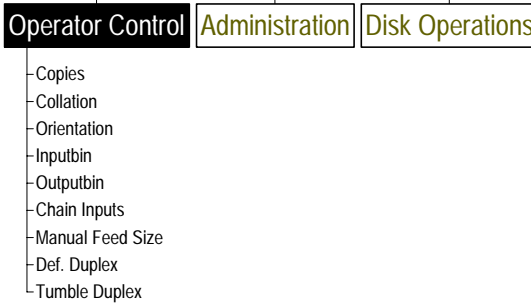 Operator Control Administration Disk Operations
Copies
Collation
Orientation
Inputbin
Outputbin
Chain Inputs
Manual Feed Size
Def. Duplex
Tumble Duplex